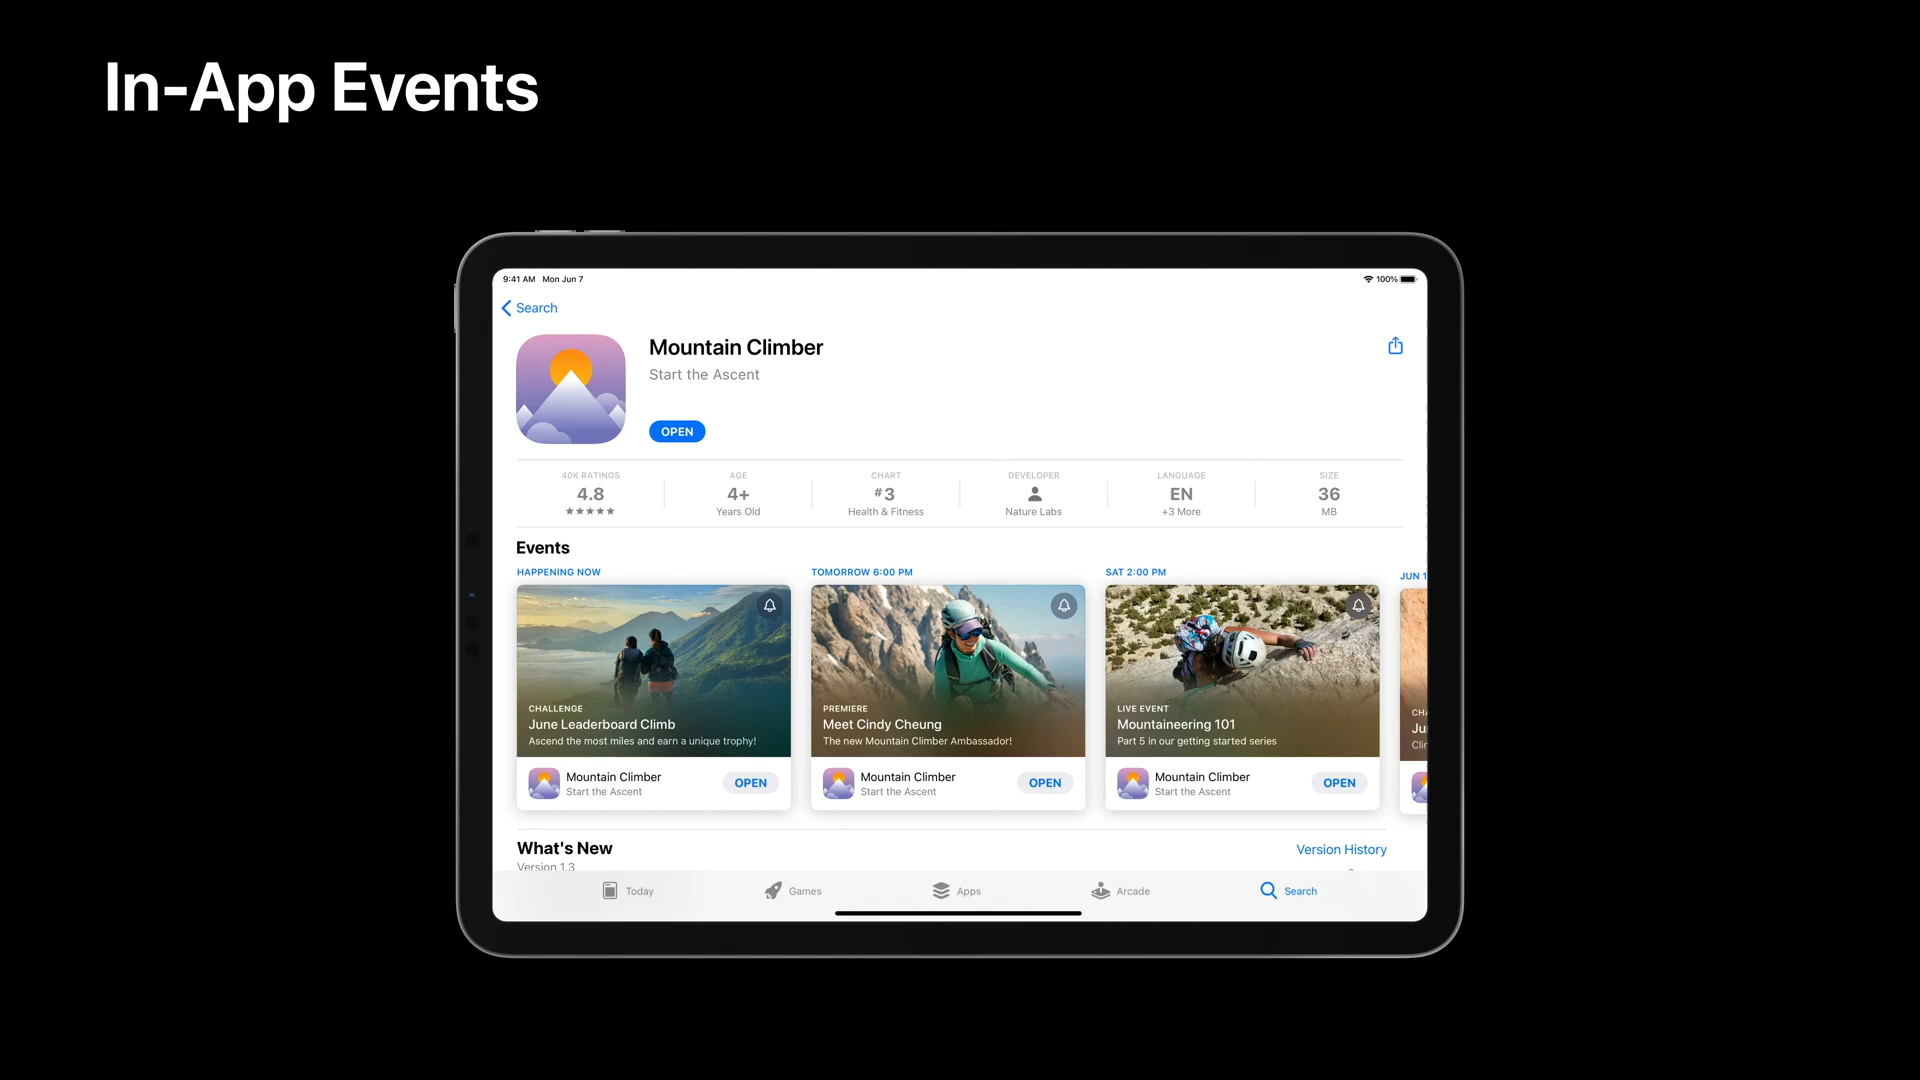 In-App Events
9:41 AM Mon Jun 7
100%
Search
Mountain Climber
Start the Ascent
OPEN
40K RATINGS
4.8
★★★★★
AGE
4+
Years Old
CHART
#3
Health & Fitness
DEVELOPER
Nature Labs
LANGUAGE
EN
+3 More
SIZE
36
MB
Events
HAPPENING NOW
CHALLENGE
June Leaderboard Climb
Ascend the most miles and earn a unique trophy!
Mountain Climber
Start the Ascent
OPEN
TOMORROW 6:00 PM
PREMIERE
Meet Cindy Cheung
The new Mountain Climber Ambassador!
Mountain Climber
Start the Ascent
OPEN
SAT 2:00 PM
LIVE EVENT
Mountaineering 101
Part 5 in our getting started series
Mountain Climber
Start the Ascent
OPEN
JUN 1
What's New
Version History
Version 1.3
Today
Games
Apps
Arcade
Search